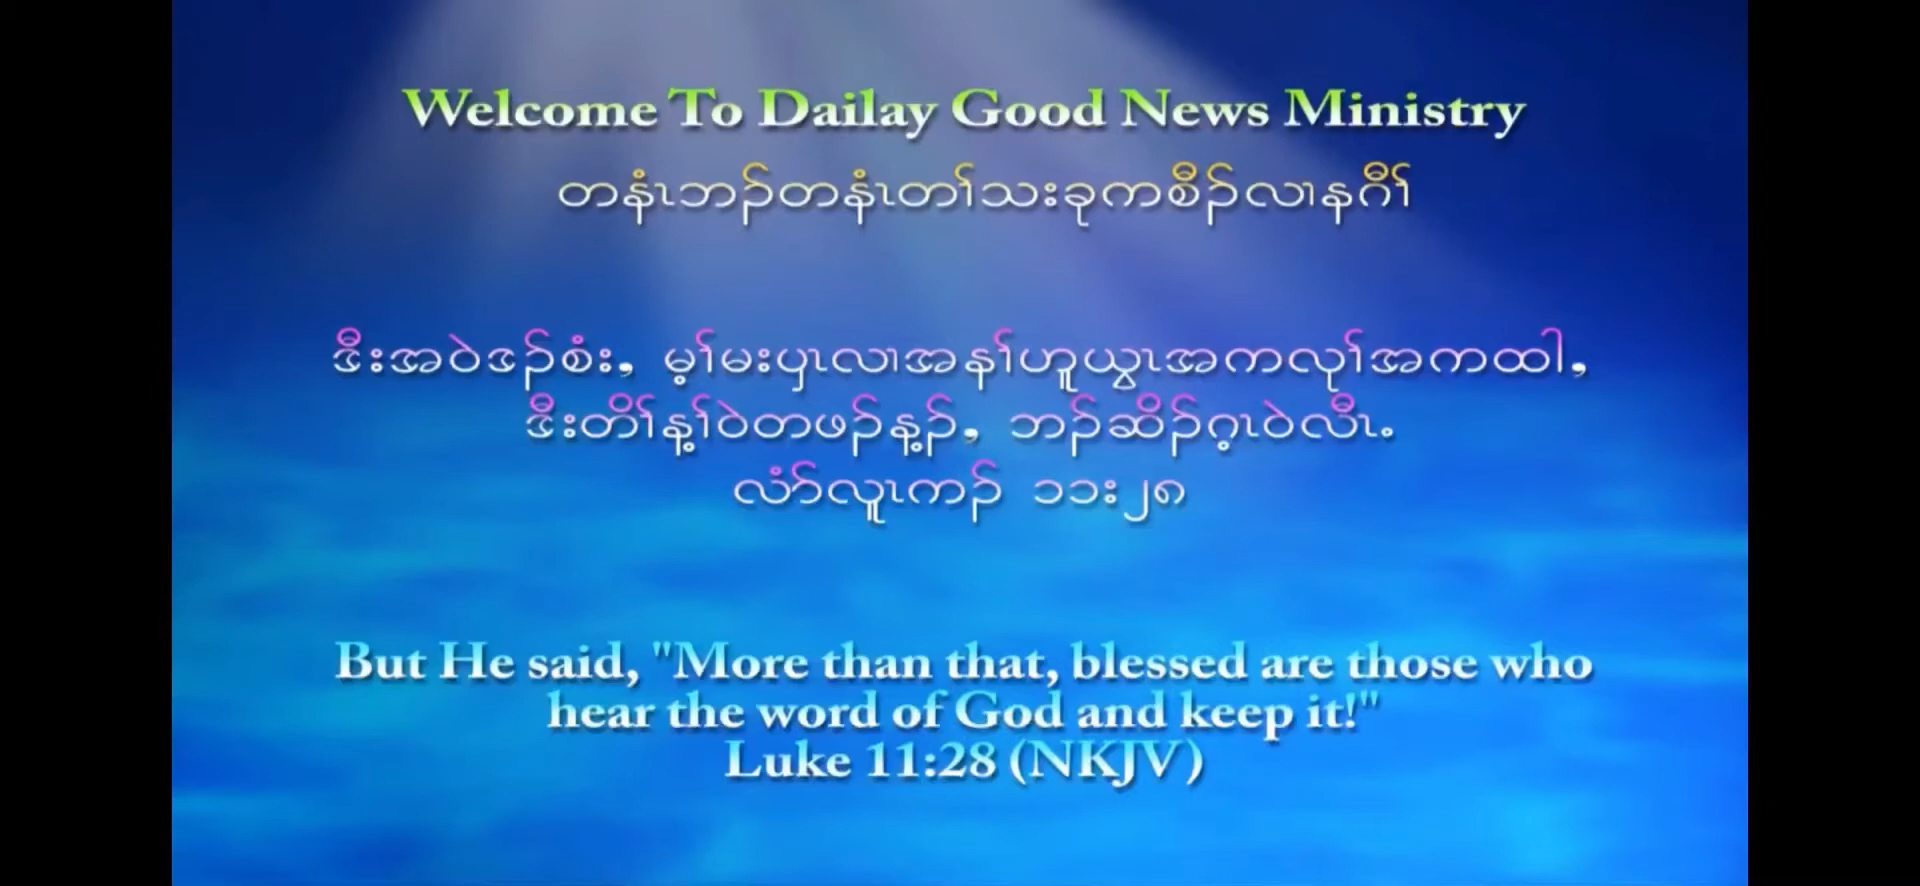 Welcome To Dailay Good News Ministry
တနံၤဘၣ်တနံၤတၢ်သးခုကစီၣ်လၢနဂီၢ်
ဒီးအဝဲဒၣ်စံး, မ့ၢ်မးပှၤလၢအနၢ်ဟူယွၤအကလုၢ်အကထါ,
ဒီးတိၢ်န့ၢ်ဝဲတဖၣ်န့ၣ်, ဘၣ်ဆိၣ်ဂ့ၤဝဲလီၤ.
လံာ်လူၤကၣ် ၁၁း၂၈
But He said, "More than that, blessed are those who
hear the word of God and keep it!"
Luke 11:28 (NKJV)